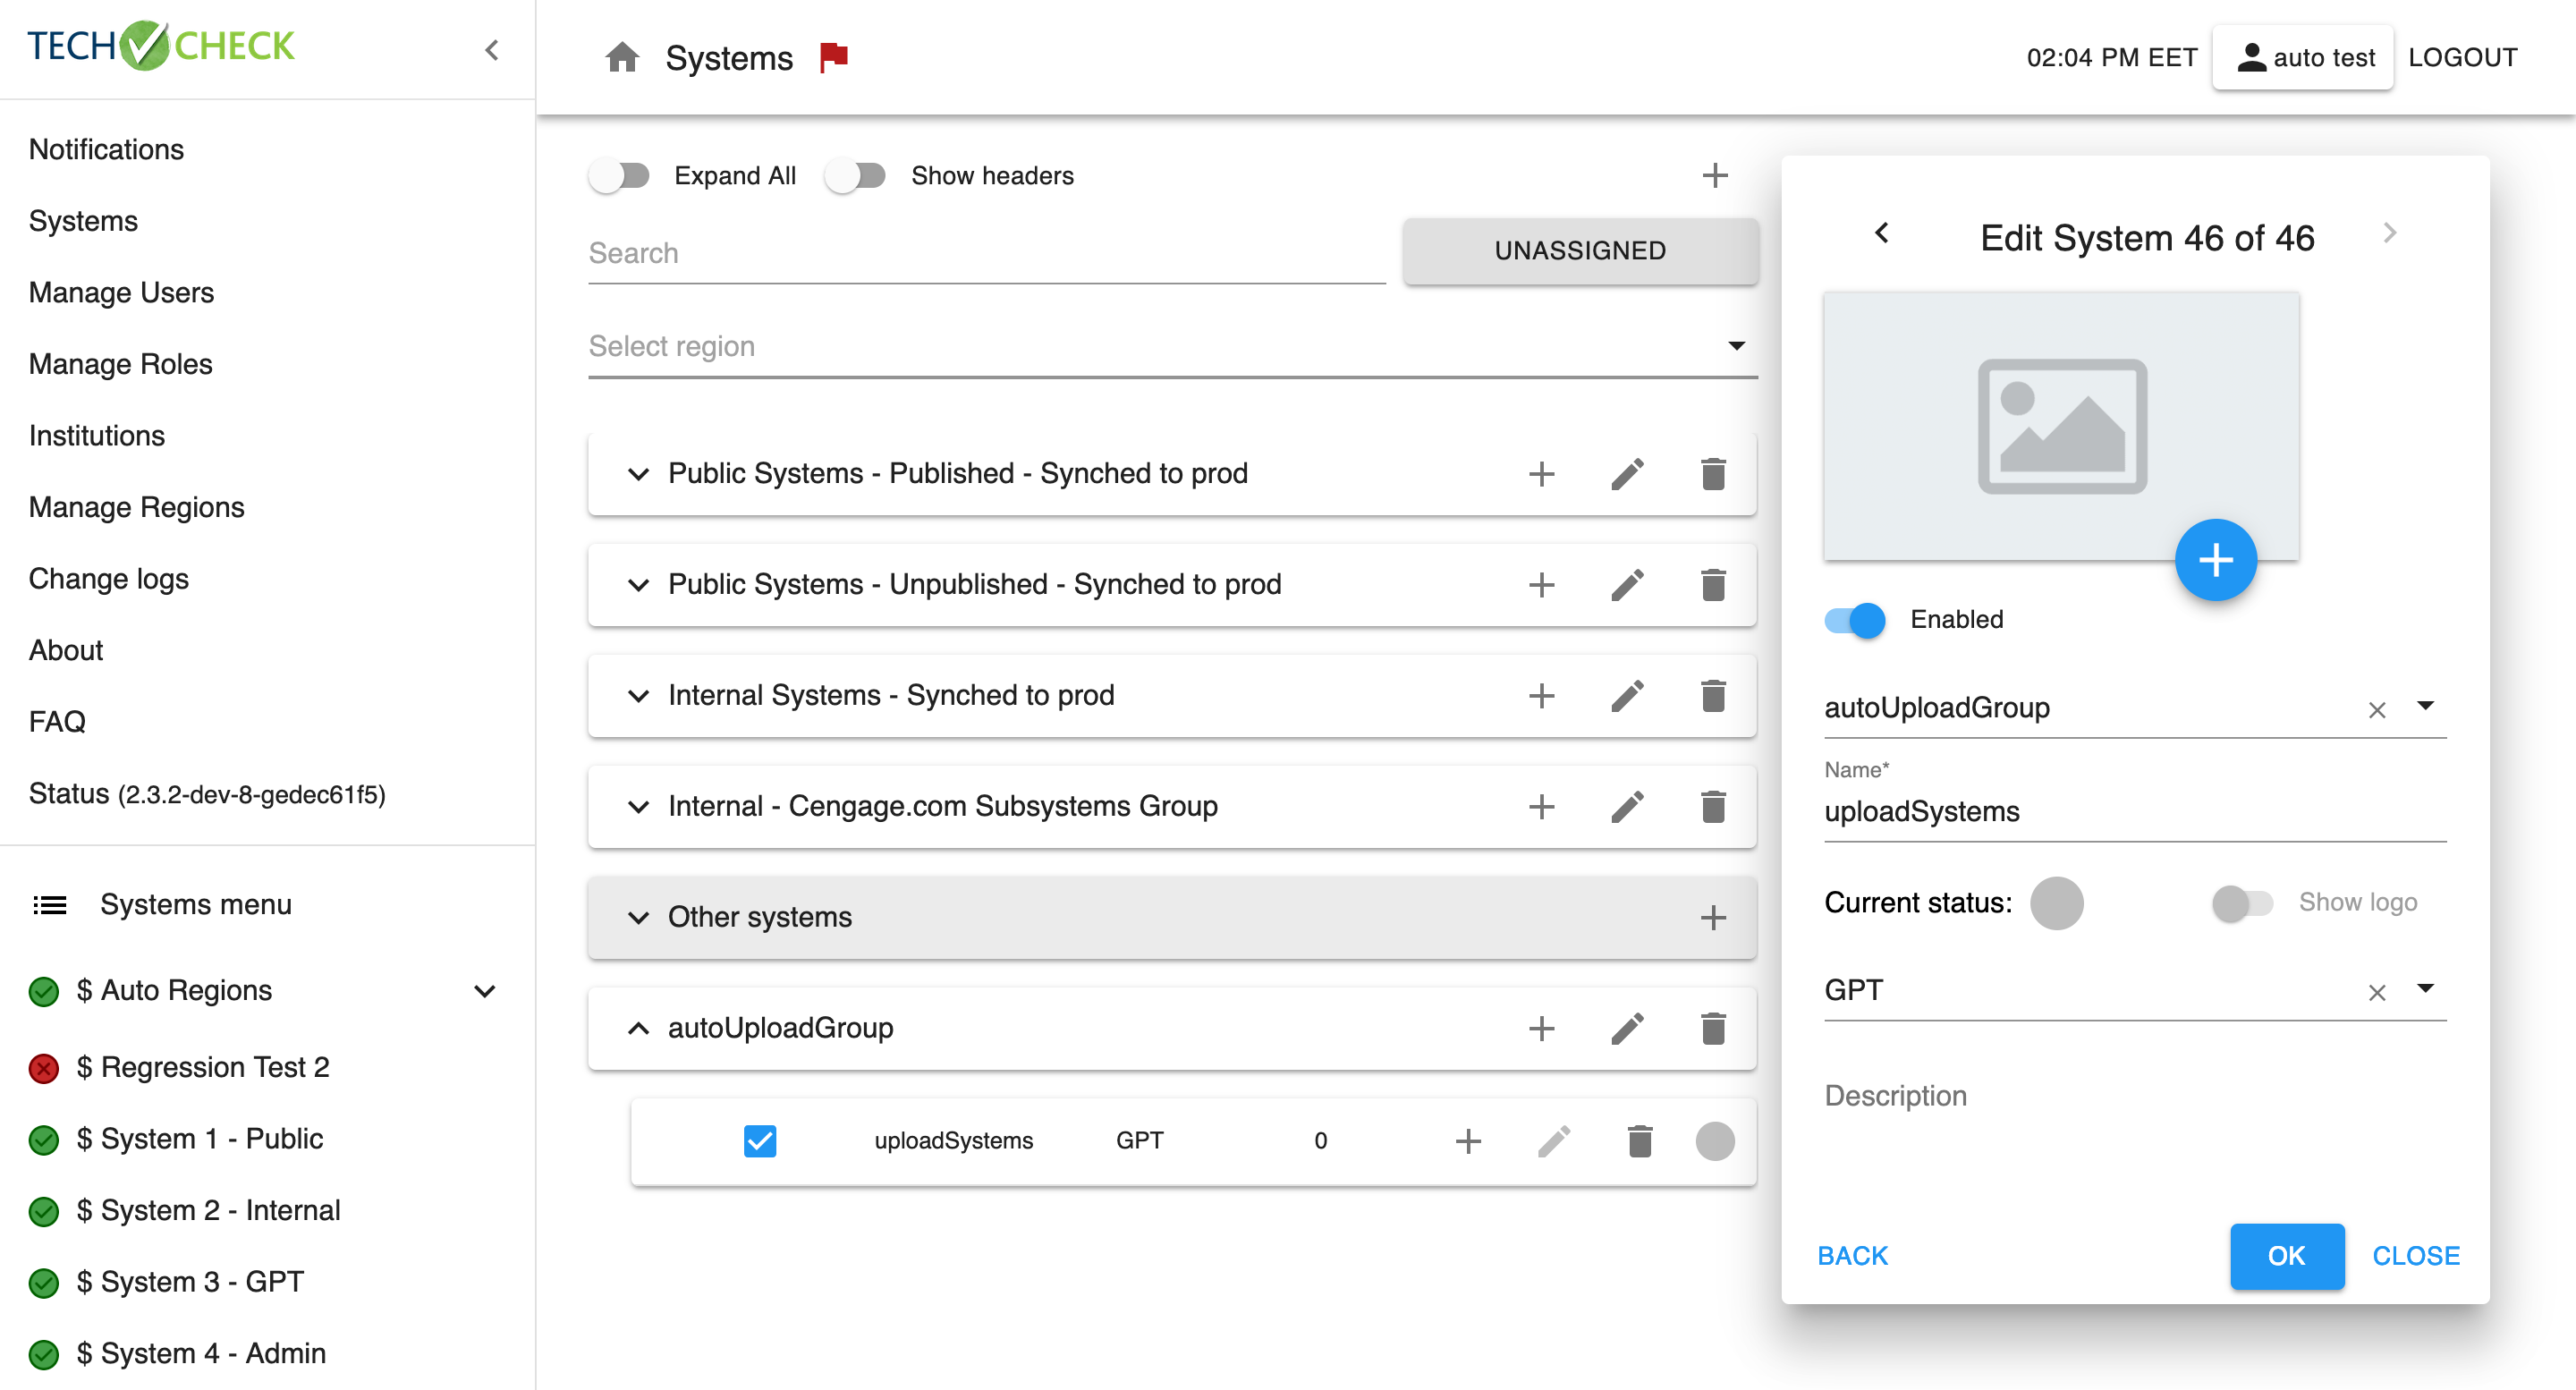 TECH CHECK
Systems
02:04 PM EET
auto test
LOGOUT
Notifications
Systems
Manage Users
Manage Roles
Institutions
Manage Regions
Change logs
About
FAQ
Status (2.3.2-dev-8-gedec61f5)
Systems menu
$ Auto Regions
$ Regression Test 2
$ System 1 - Public
$ System 2 - Internal
$ System 3 - GPT
$ System 4 - Admin
Expand All
Show headers
Search
UNASSIGNED
Select region
Public Systems - Published - Synched to prod
Public Systems - Unpublished - Synched to prod
Internal Systems - Synched to prod
Internal - Cengage.com Subsystems Group
Other systems
autoUploadGroup
uploadSystems GPT 0
Edit System 46 of 46
Enabled
autoUploadGroup
Name*
uploadSystems
Current status:
Show logo
GPT
Description
BACK
OK
CLOSE